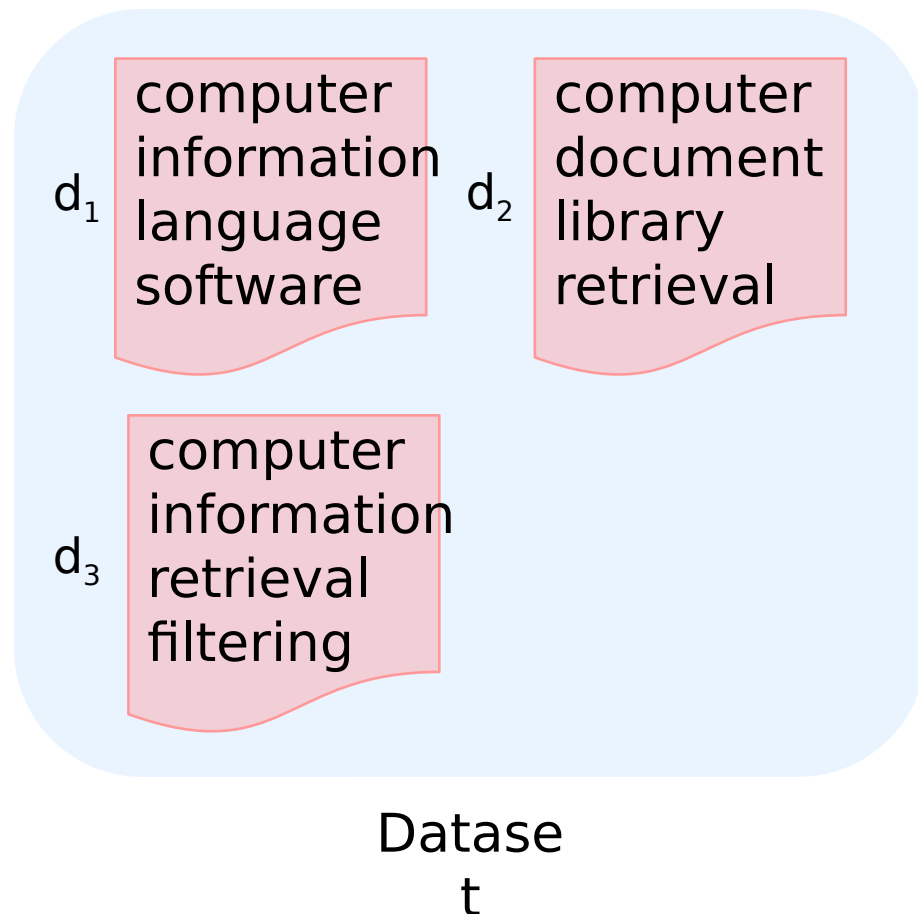 d1
computer
information
language
software
d2
computer
document
library
retrieval
d3
computer
information
retrieval
filtering
Datase
t